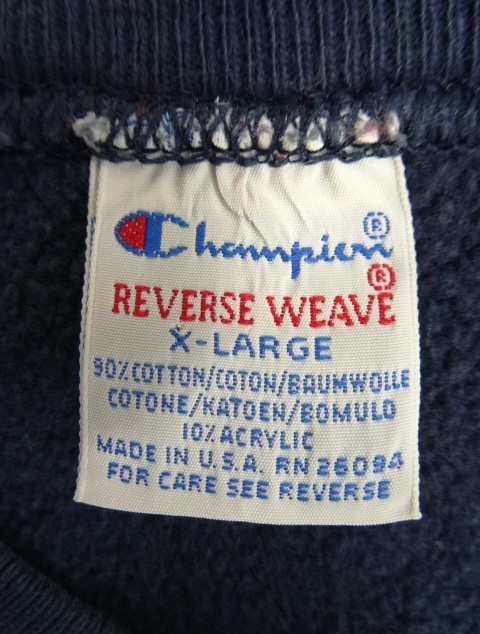 Champion®
REVERSE WEAVE®
X-LARGE
90% COTTON/COTON/BAUMWOLLE
COTONE/KATOEN/BOMULD
10% ACRYLIC
MADE IN U.S.A. RN 26094
FOR CARE SEE REVERSE